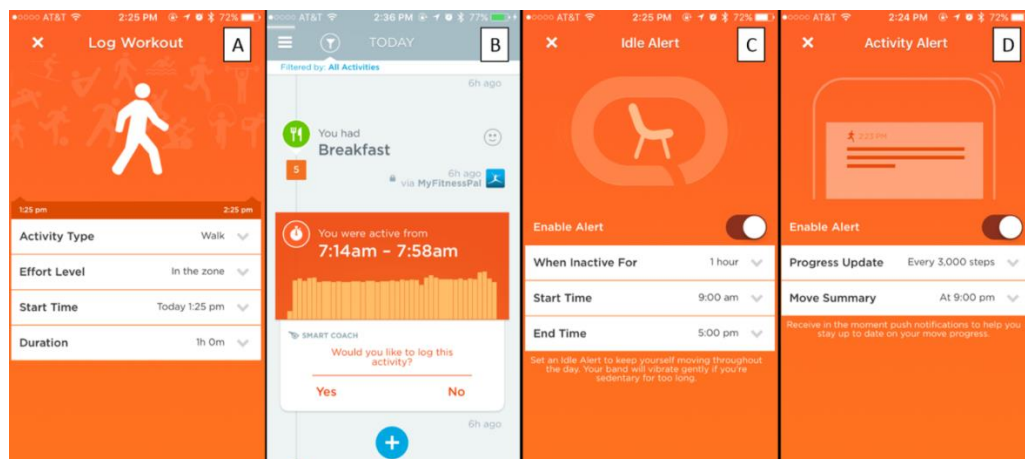 AT&T 2:25 PM 72%
Log Workout
A
1:25 pm 2:25 pm
Activity Type Walk
Effort Level In the zone
Start Time Today 1:25 pm
Duration 1h 0m
AT&T 2:36 PM 77%
TODAY
B
Filtered by: All Activities
6h ago
You had
Breakfast
S
6h ago
via MyFitnessPal
You were active from
7:14am – 7:58am
SMART COACH
Would you like to log this
activity?
Yes No
6h ago
AT&T 2:25 PM 72%
Idle Alert
C
Enable Alert
When Inactive For 1 hour
Start Time 9:00 am
End Time 5:00 pm
Set an Idle Alert to keep yourself moving throughout
the day. Your band will vibrate gently if you're
sedentary for too long.
AT&T 2:24 PM 72%
Activity Alert
D
2:23 PM
Enable Alert
Progress Update Every 3,000 steps
Move Summary At 9:00 pm
Receive in the moment push notifications to help you
stay up to date on your move progress.